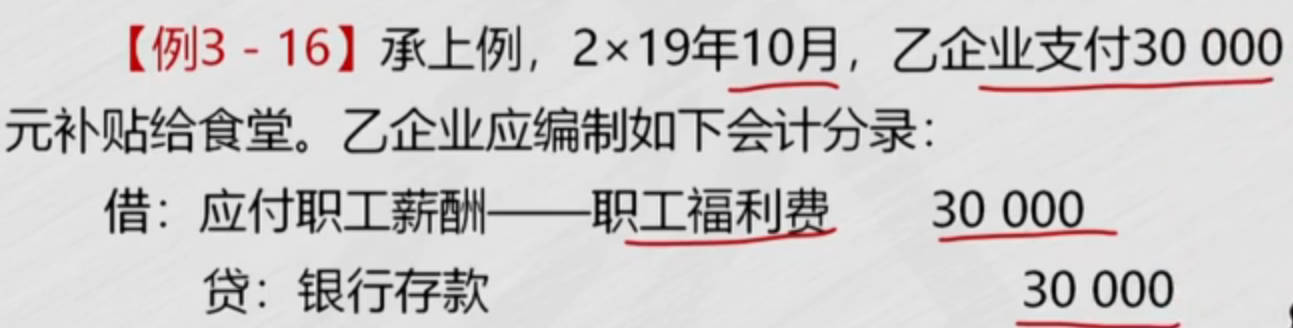 【例3 - 16】承上例，2×19年10月，乙企业支付30 000
元补贴给食堂。乙企业应编制如下会计分录：
借：应付职工薪酬——职工福利费 30 000
贷：银行存款 30 000